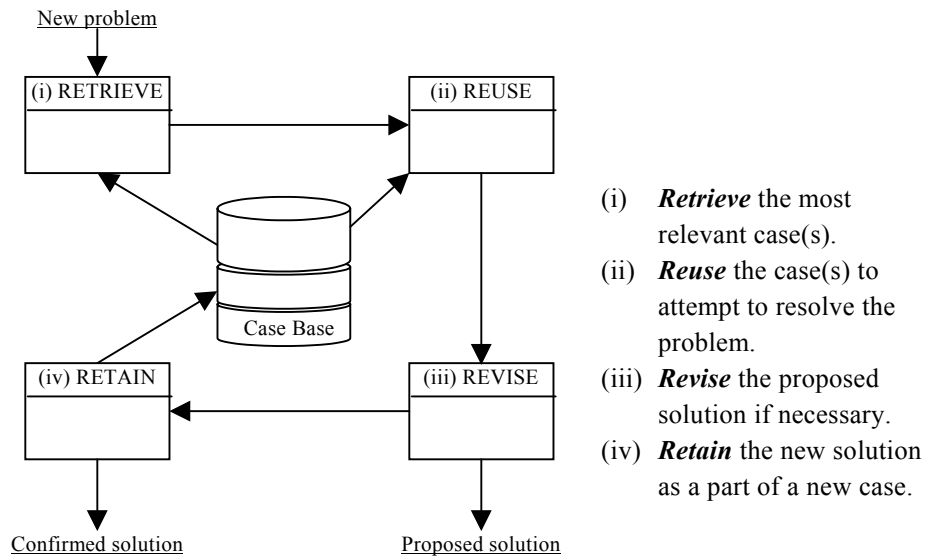 New problem
(i) RETRIEVE
(ii) REUSE
Case Base
(iv) RETAIN
(iii) REVISE
Confirmed solution
Proposed solution
(i) Retrieve the most
relevant case(s).
(ii) Reuse the case(s) to
attempt to resolve the
problem.
(iii) Revise the proposed
solution if necessary.
(iv) Retain the new solution
as a part of a new case.